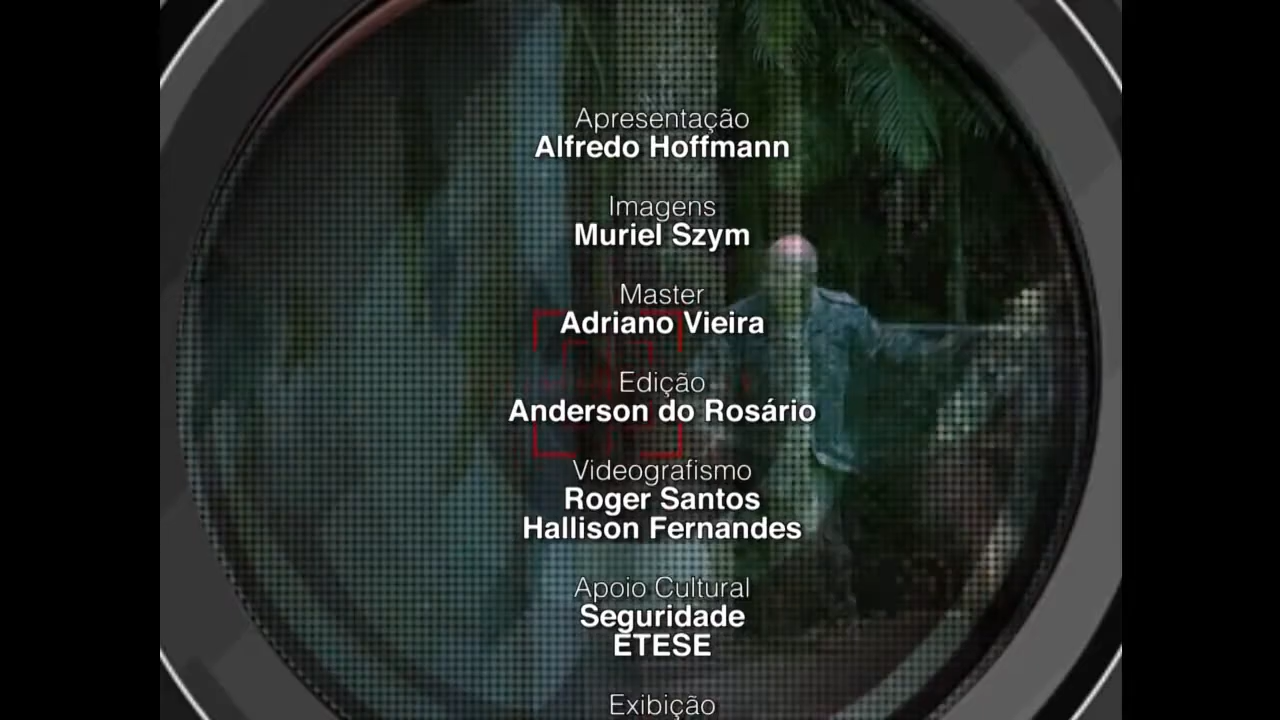 Apresentação
Alfredo Hoffmann
Imagens
Muriel Szym
Master
Adriano Vieira
Edição
Anderson do Rosário
Videografismo
Roger Santos
Hallison Fernandes
Apoio Cultural
Seguridade
ETESE
Exibição